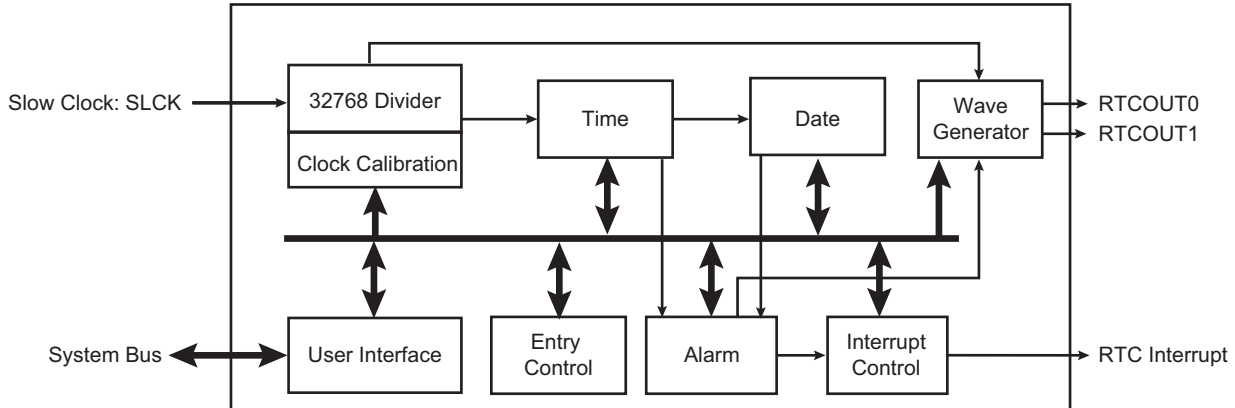 Slow Clock: SLCK
32768 Divider
Clock Calibration
Time
Date
Wave
Generator
RTCOUT0
RTCOUT1
System Bus
User Interface
Entry
Control
Alarm
Interrupt
Control
RTC Interrupt